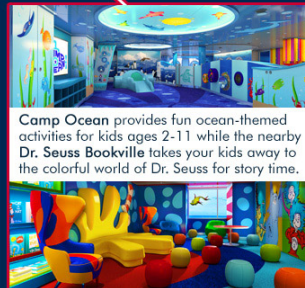 Camp Ocean provides fun ocean-themed
activities for kids ages 2-11 while the nearby
Dr. Seuss Bookville takes your kids away to
the colorful world of Dr. Seuss for story time.